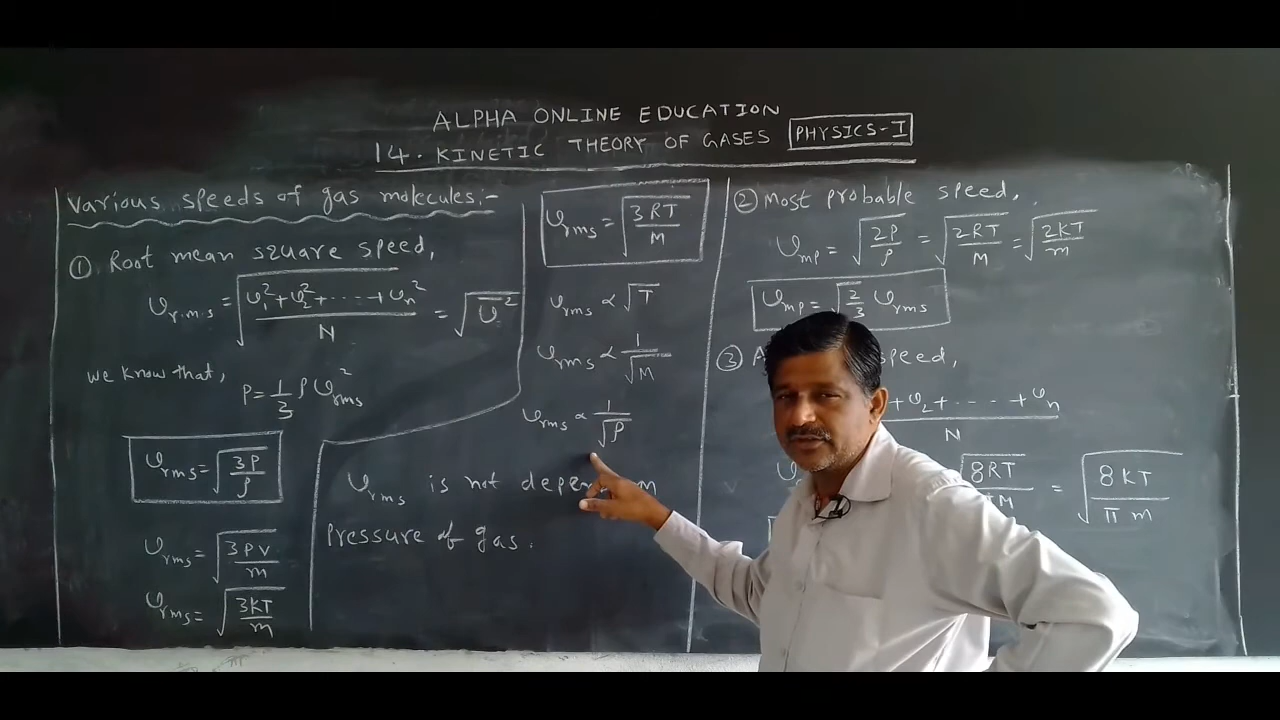 ALPHA ONLINE EDUCATION
14. KINETIC THEORY OF GASES PHYSICS-I
Various speeds of gas molecules:-
① Root mean square speed,
υr.m.s = √((υ₁²+υ₂²+-----+υn²)/N) = √(υ̅²)
we know that,
P=1/3 ρ υrms²
υrms = √(3P/ρ)
υrms = √(3PV/m)
υrms = √(3KT/m)
υrms = √(3RT/M)
υrms ∝ √T
υrms ∝ 1/√M
υrms ∝ 1/√ρ
υrms is not
Pressure of gas.
② Most probable speed,
υmp = √(2P/ρ) = √(2RT/M) = √(2KT/m)
υmp = √(2/3) υrms
③ speed,
+ υ₂ +-----+υn
N
8RT = √(8KT/πm)